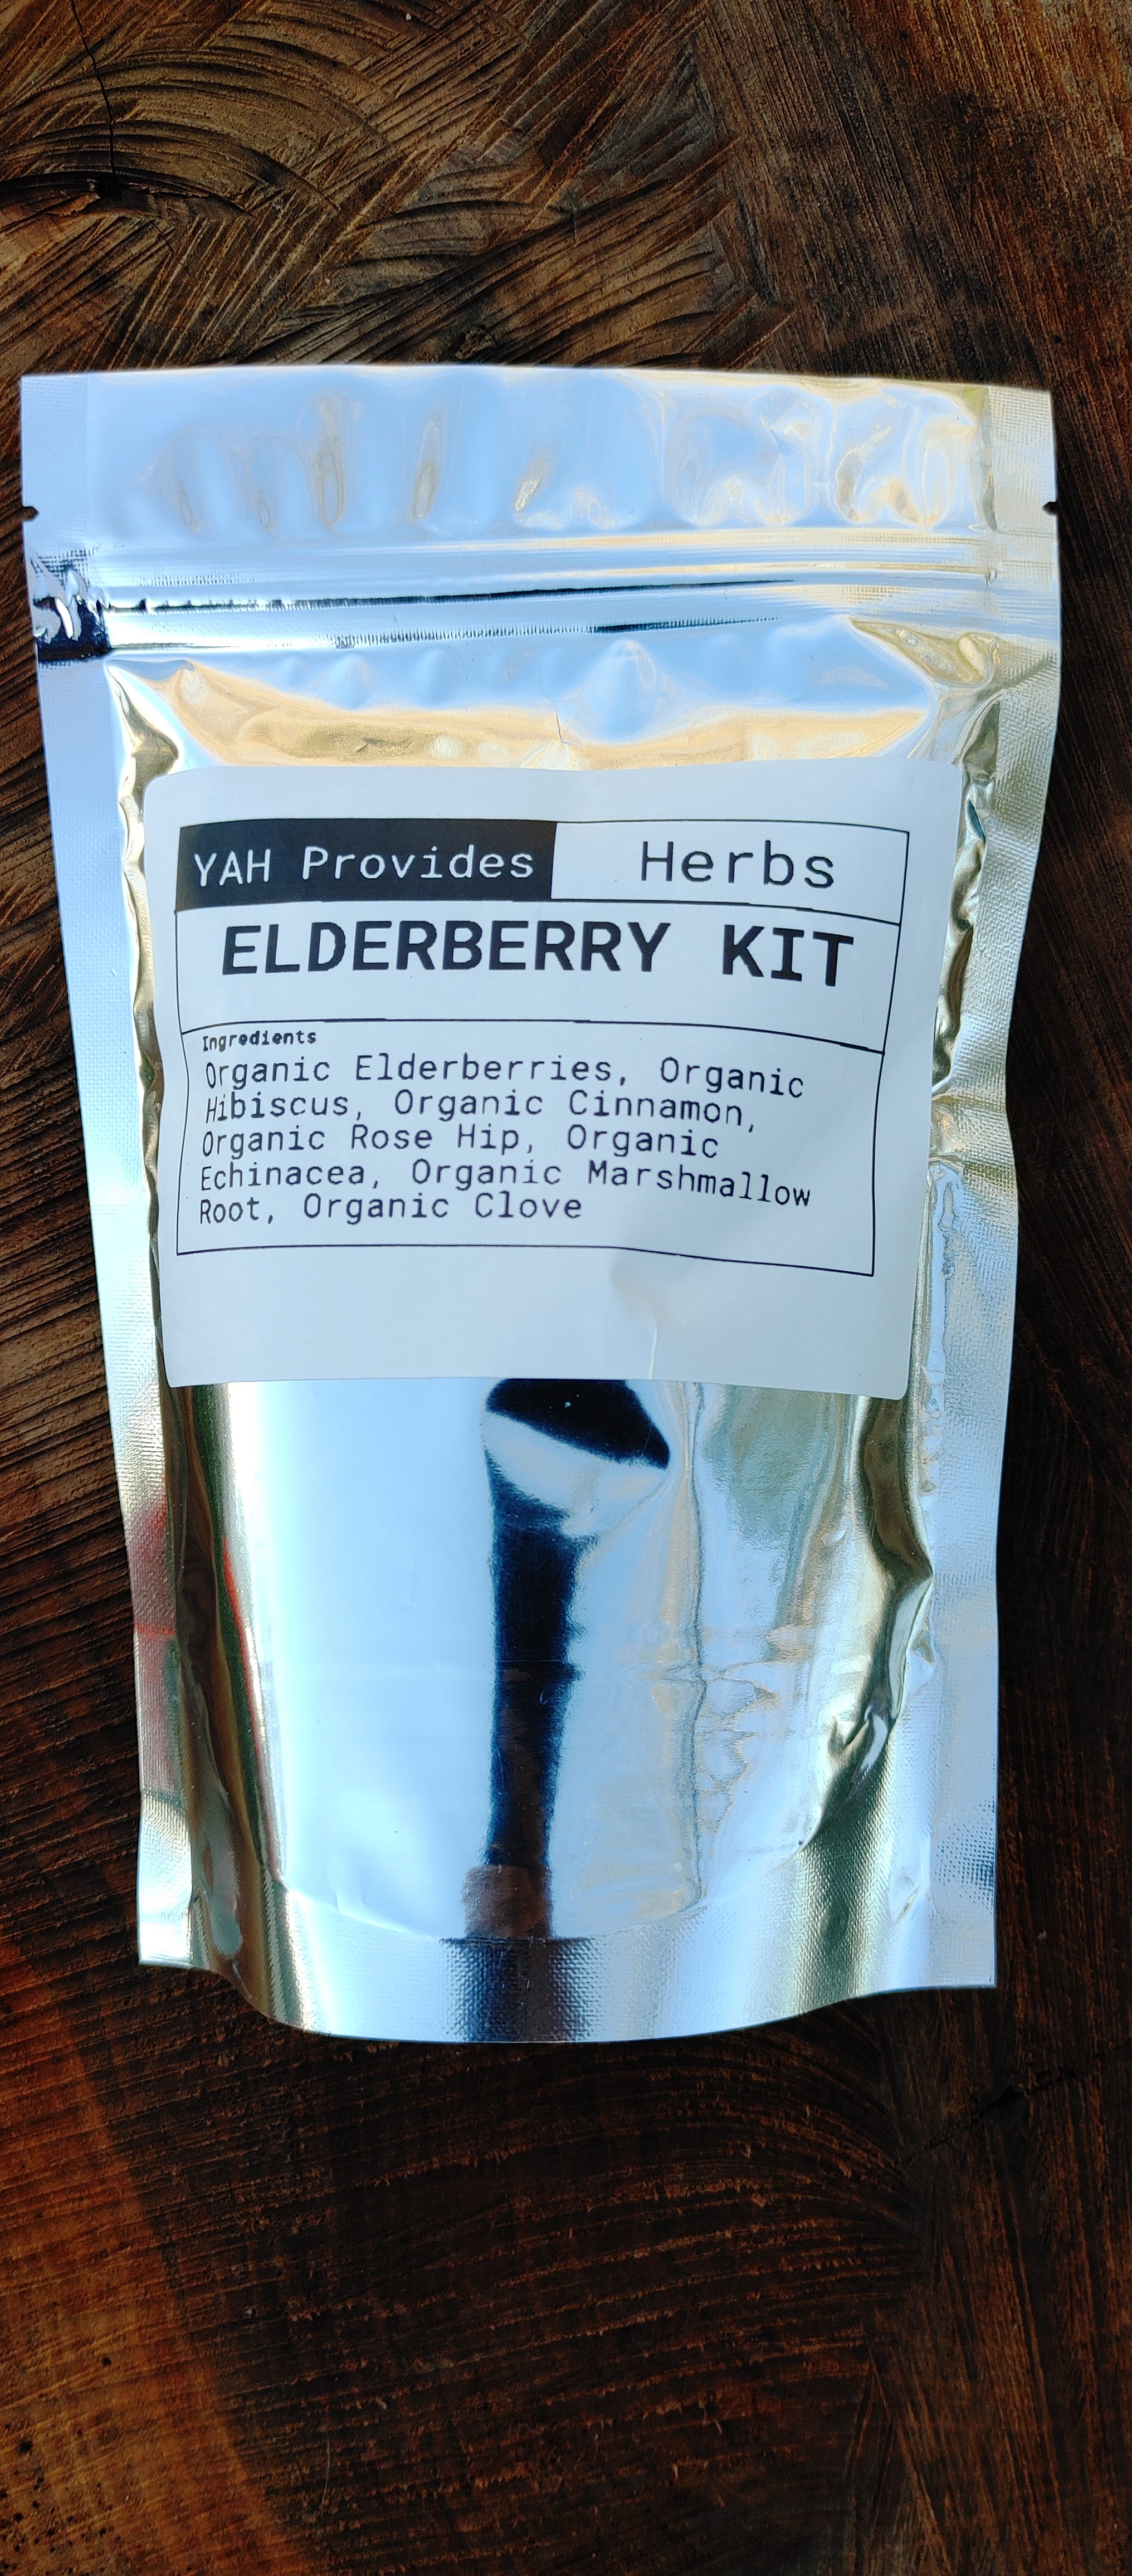 YAH Provides Herbs
ELDERBERRY KIT
Ingredients
Organic Elderberries, Organic
Hibiscus, Organic Cinnamon,
Organic Rose Hip, Organic
Echinacea, Organic Marshmallow
Root, Organic Clove